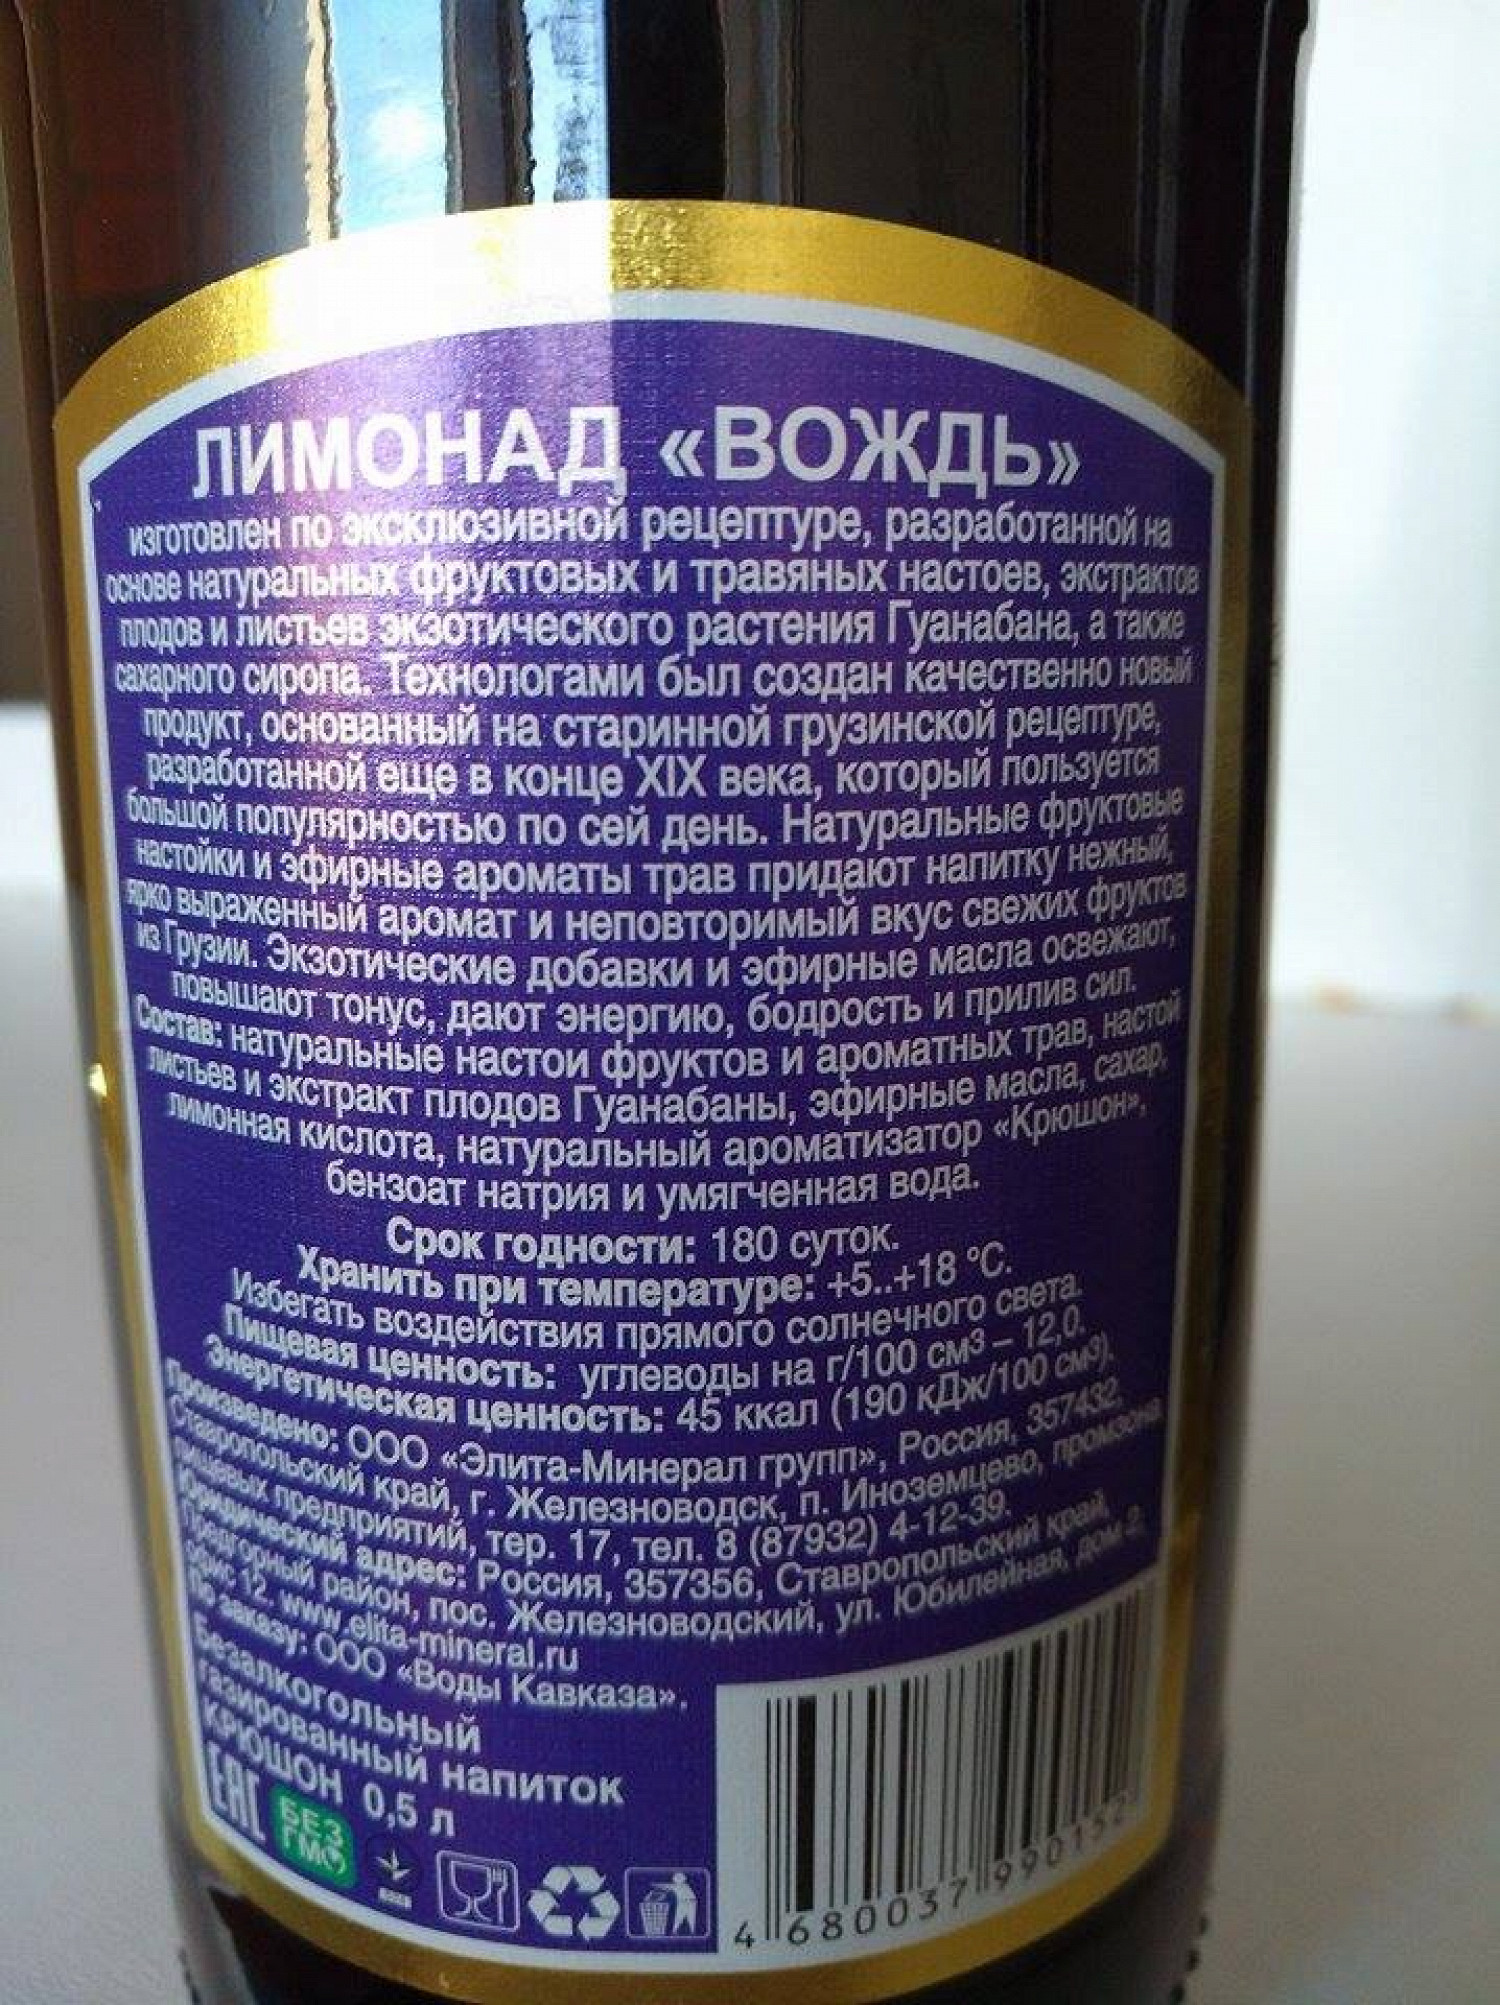 ЛИМОНАД «ВОЖДЬ»
изготовлен по эксклюзивной рецептуре, разработанной на
основе натуральных фруктовых и травяных настоев, экстрактов
плодов и листьев экзотического растения Гуанабана, а также
сахарного сиропа. Технологами был создан качественно новый
продукт, основанный на старинной грузинской рецептуре,
разработанной еще в конце XIX века, который пользуется
большой популярностью по сей день. Натуральные фруктовые
настойки и эфирные ароматы трав придают напитку нежный,
ярко выраженный аромат и неповторимый вкус свежих фруктов
из Грузии. Экзотические добавки и эфирные масла освежают,
повышают тонус, дают энергию, бодрость и прилив сил.
Состав: натуральные настои фруктов и ароматных трав, настой
листьев и экстракт плодов Гуанабаны, эфирные масла, сахар,
лимонная кислота, натуральный ароматизатор «Крюшон»,
бензоат натрия и умягченная вода.
Срок годности: 180 суток.
Хранить при температуре: +5..+18 °С.
Избегать воздействия прямого солнечного света.
Пищевая ценность: углеводы на г/100 см3 – 12,0.
Энергетическая ценность: 45 ккал (190 кДж/100 см3).
Произведено: ООО «Элита-Минерал групп», Россия, 357432,
Ставропольский край, г. Железноводск, п. Иноземцево, промзона
пищевых предприятий, тер. 17, тел. 8 (87932) 4-12-39.
Юридический адрес: Россия, 357356, Ставропольский край,
Предгорный район, пос. Железноводский, ул. Юбилейная, дом 2,
офис 12. www.elita-mineral.ru
По заказу: ООО «Воды Кавказа».
Безалкогольный
газированный напиток
КРЮШОН 0,5 л
ЕАС
БЕЗ
ГМО
4 680037 990132